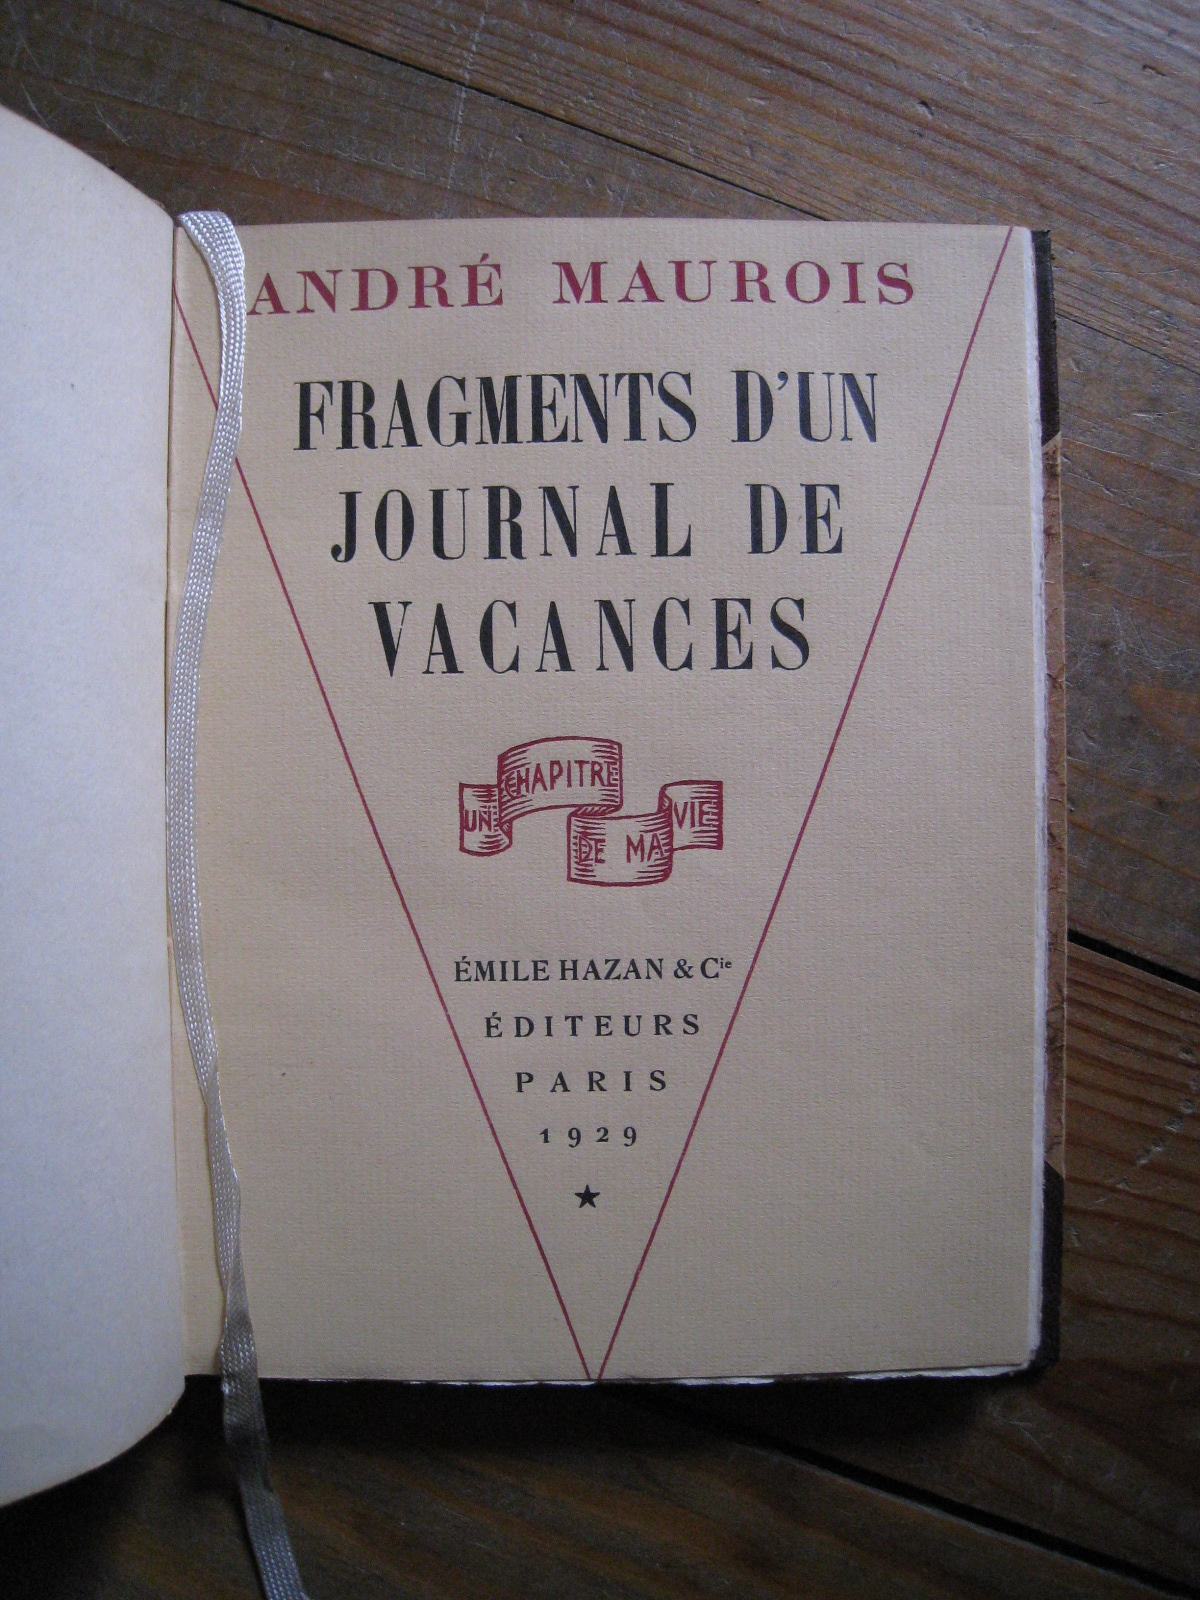 ANDRÉ MAUROIS
FRAGMENTS D'UN
JOURNAL DE
VACANCES
UN CHAPITRE
DE MA VIE
ÉMILE HAZAN & Cie
ÉDITEURS
PARIS
1929